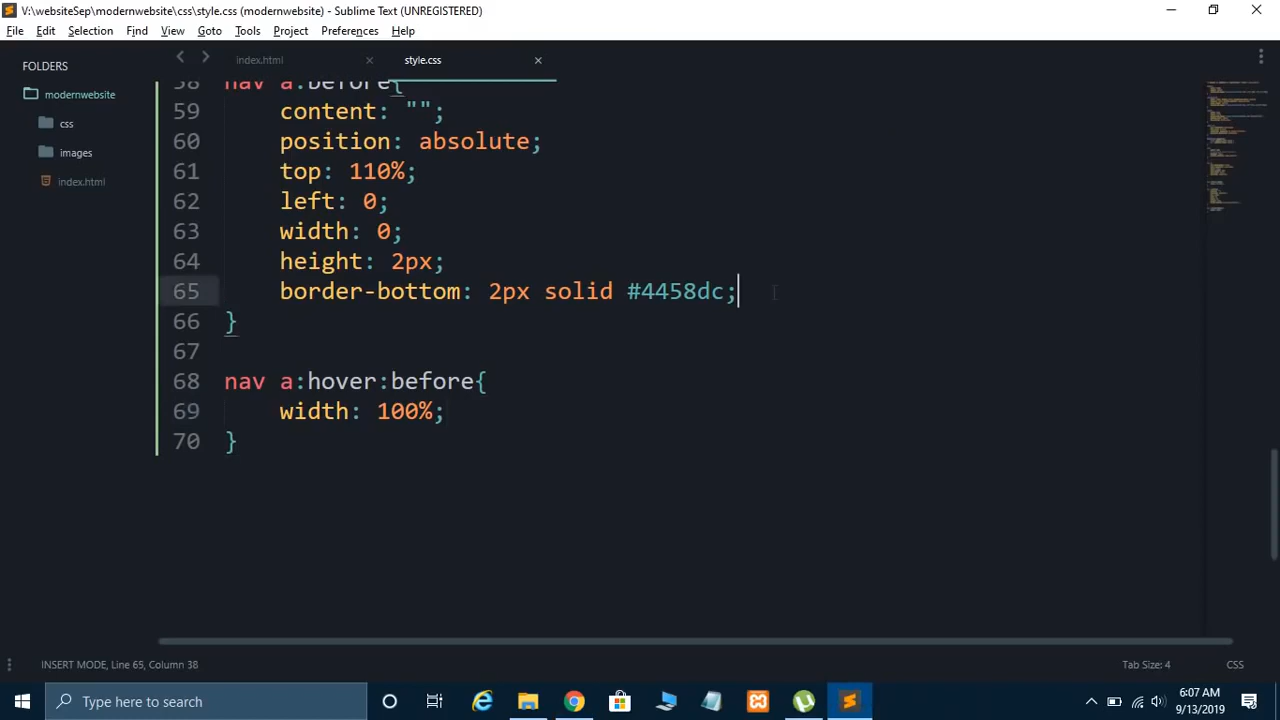 V:\websiteSep\modernwebsite\css\style.css (modernwebsite) - Sublime Text (UNREGISTERED)
File Edit Selection Find View Goto Tools Project Preferences Help
FOLDERS
modernwebsite
css
images
index.html
index.html × style.css ×
58 nav a:before{
59 content: "";
60 position: absolute;
61 top: 110%;
62 left: 0;
63 width: 0;
64 height: 2px;
65 border-bottom: 2px solid #4458dc;
66 }
67
68 nav a:hover:before{
69 width: 100%;
70 }
INSERT MODE, Line 65, Column 38 Tab Size: 4 CSS
Type here to search
6:07 AM
9/13/2019